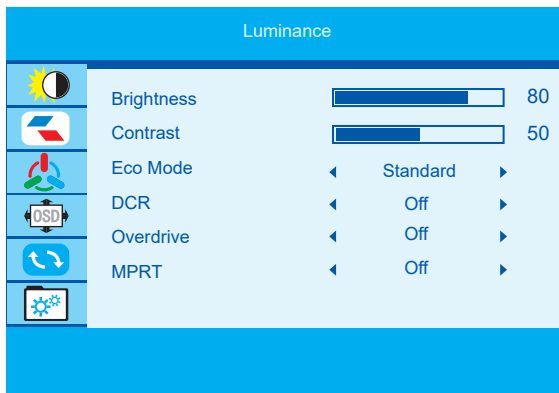 Luminance
Brightness 80
Contrast 50
Eco Mode Standard
DCR Off
OSD
Overdrive Off
MPRT Off